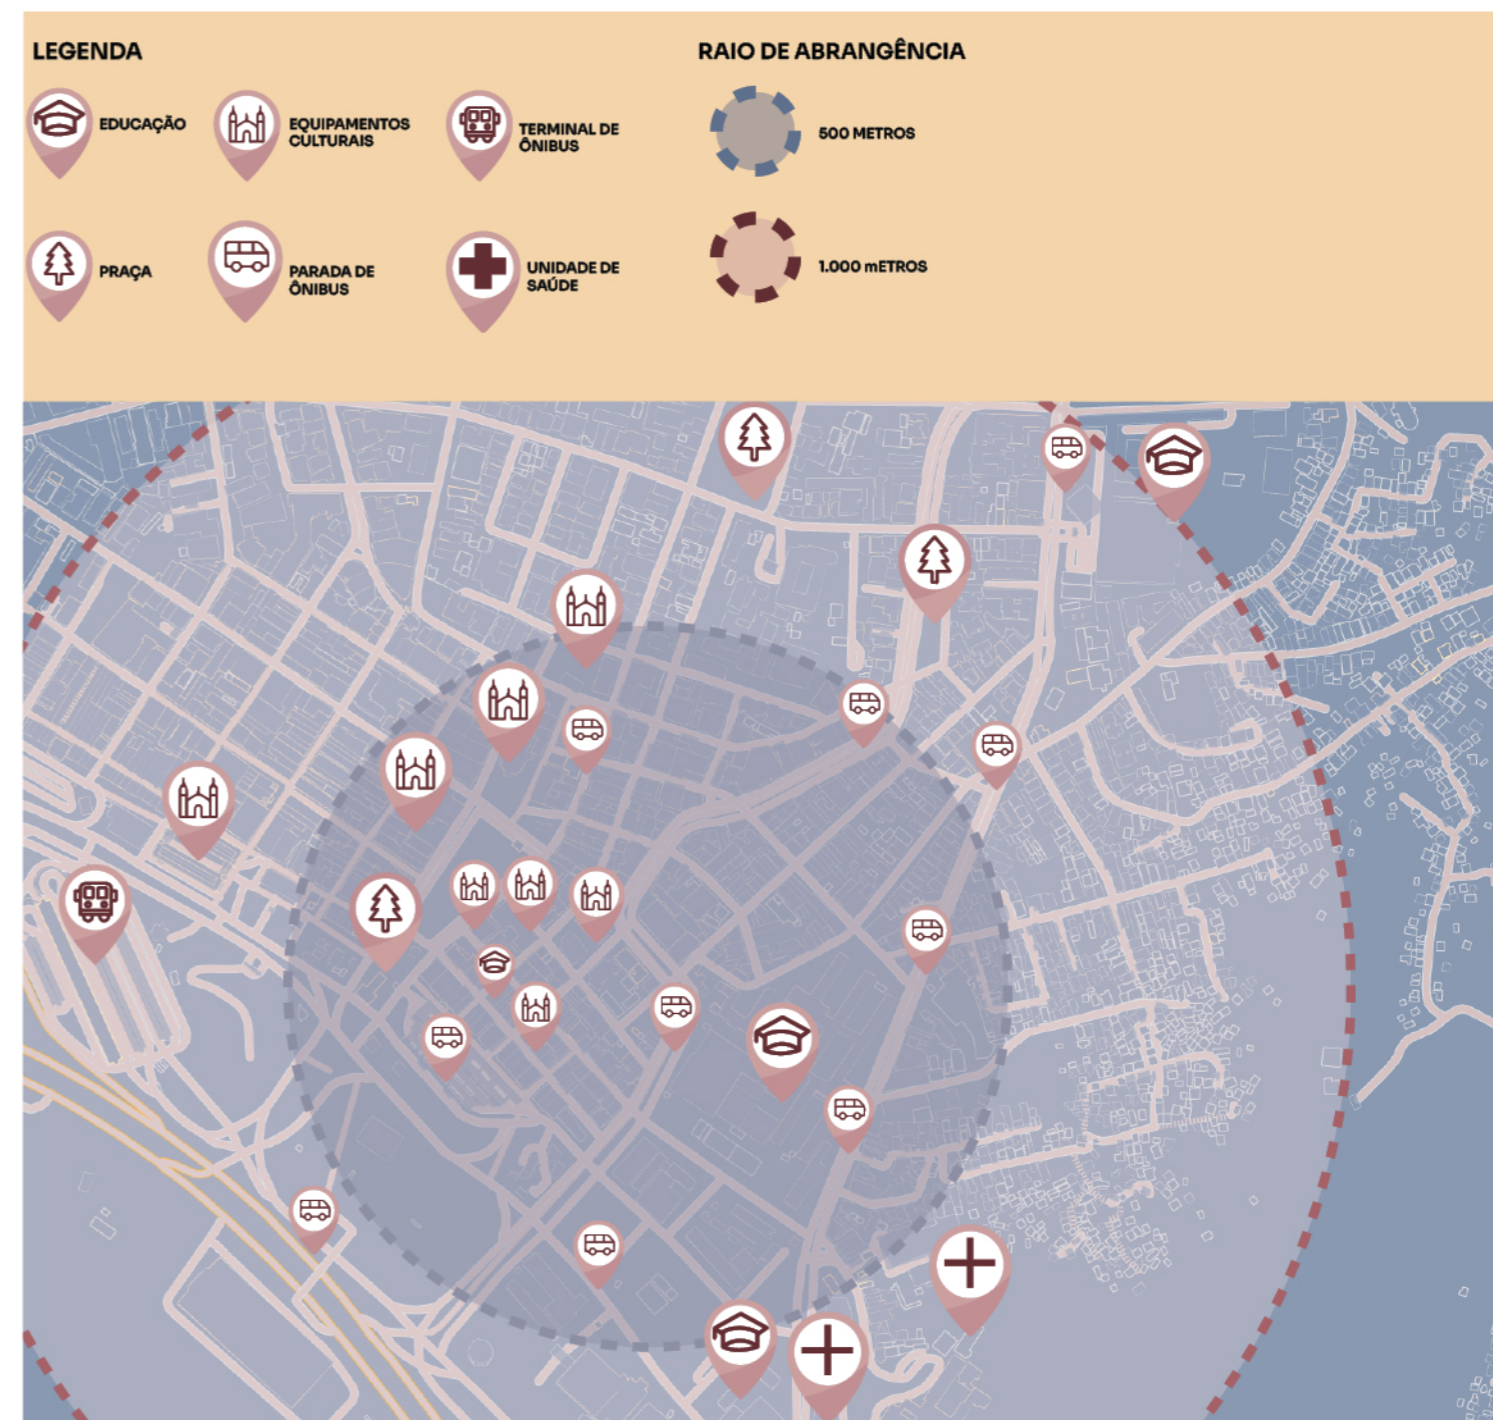 LEGENDA
RAIO DE ABRANGÊNCIA
EDUCAÇÃO
EQUIPAMENTOS
CULTURAIS
TERMINAL DE
ÔNIBUS
500 METROS
PRAÇA
PARADA DE
ÔNIBUS
UNIDADE DE
SAÚDE
1.000 mETROS